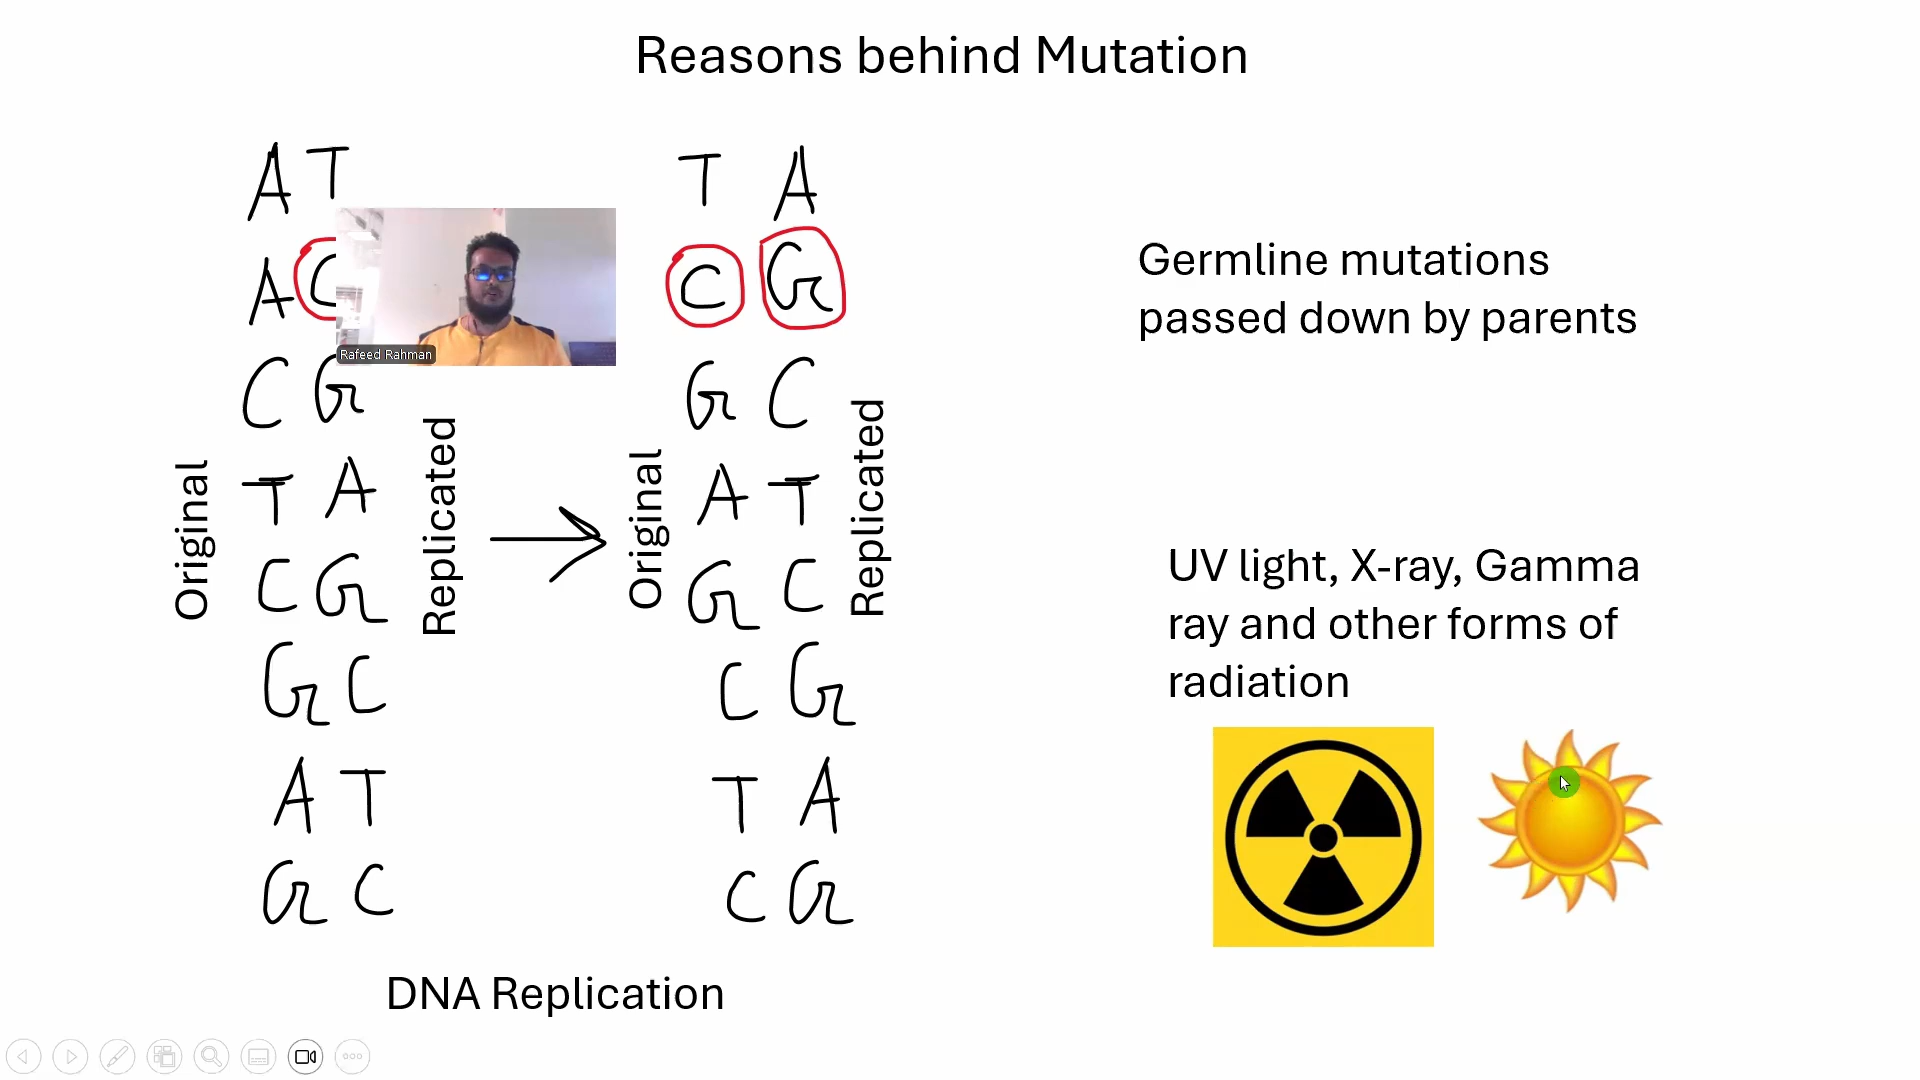 Reasons behind Mutation
A T
A C
C G
T A
C G
G C
A T
G C
Original
Replicated
T A
C G
G C
A T
G C
C G
T A
C G
Original
Replicated
DNA Replication
Rafeed Rahman
Germline mutations
passed down by parents
UV light, X-ray, Gamma
ray and other forms of
radiation